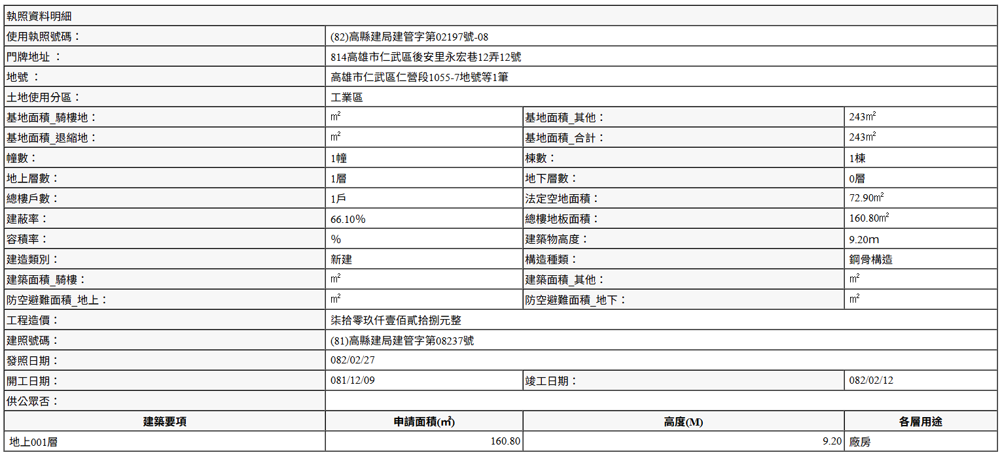 執照資料明細
使用執照號碼： (82)高縣建局建管字第02197號-08
門牌地址 ： 814高雄市仁武區後安里永宏巷12弄12號
地號 ： 高雄市仁武區仁營段1055-7地號等1筆
土地使用分區： 工業區
基地面積_騎樓地： ㎡ 基地面積_其他： 243㎡
基地面積_退縮地： ㎡ 基地面積_合計： 243㎡
幢數： 1幢 棟數： 1棟
地上層數： 1層 地下層數： 0層
總樓戶數： 1戶 法定空地面積： 72.90㎡
建蔽率： 66.10% 總樓地板面積： 160.80㎡
容積率： % 建築物高度： 9.20m
建造類別： 新建 構造種類： 鋼骨構造
建築面積_騎樓： ㎡ 建築面積_其他： ㎡
防空避難面積_地上： ㎡ 防空避難面積_地下： ㎡
工程造價： 柒拾零玖仟壹佰貳拾捌元整
建照號碼： (81)高縣建局建管字第08237號
發照日期： 082/02/27
開工日期： 081/12/09 竣工日期： 082/02/12
供公眾否：
建築要項 申請面積(㎡) 高度(M) 各層用途
地上001層 160.80 9.20 廠房